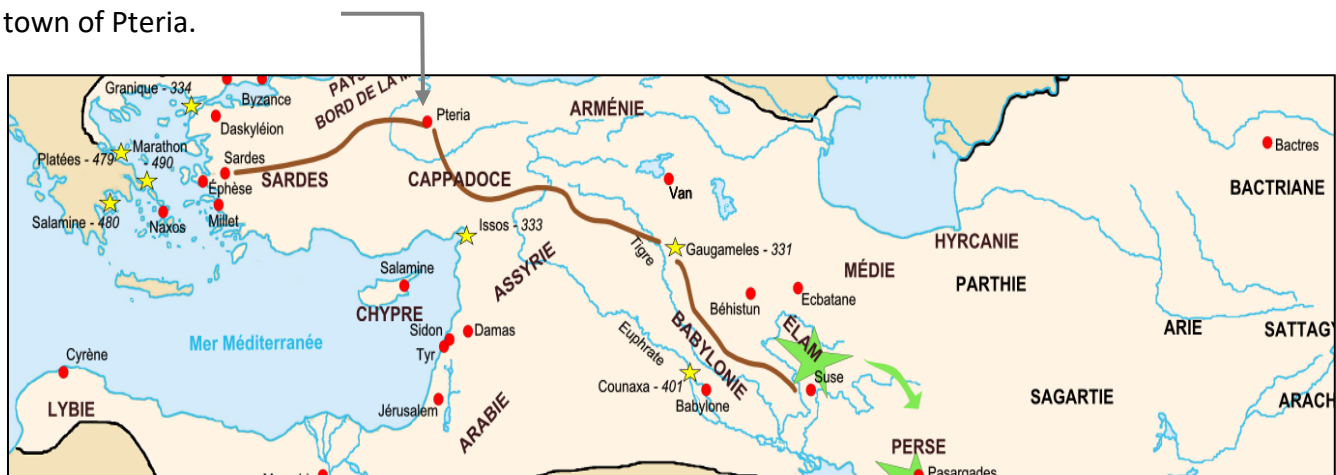 town of Pteria.
Granique - 334
Byzance
PAYS
BORD DE LA
ARMÉNIE
Caspienne
Pteria
Daskyléion
Bactres
Platées - 479
Marathon
- 490
Sardes
SARDES
CAPPADOCE
Van
BACTRIANE
Éphèse
Salamine - 480
Naxos
Millet
Issos - 333
Tigre
Gaugameles - 331
HYRCANIE
ASSYRIE
MÉDIE
PARTHIE
Salamine
CHYPRE
Béhistun
Ecbatane
Sidon
Damas
BABYLONIE
ÉLAM
ARIE
SATTAGY
Mer Méditerranée
Tyr
Euphrate
Cyrène
Counaxa - 401
Suse
LYBIE
Jérusalem
ARABIE
Babylone
SAGARTIE
ARACH
PERSE
Pasargades